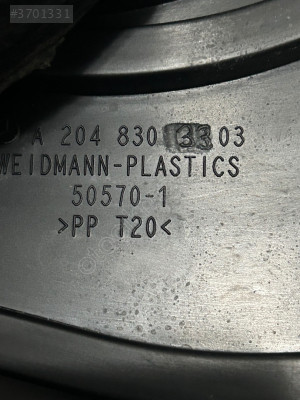 #3701331
A 204 830 33 03
WEIDMANN-PLASTICS
50570-1
>PP T20<